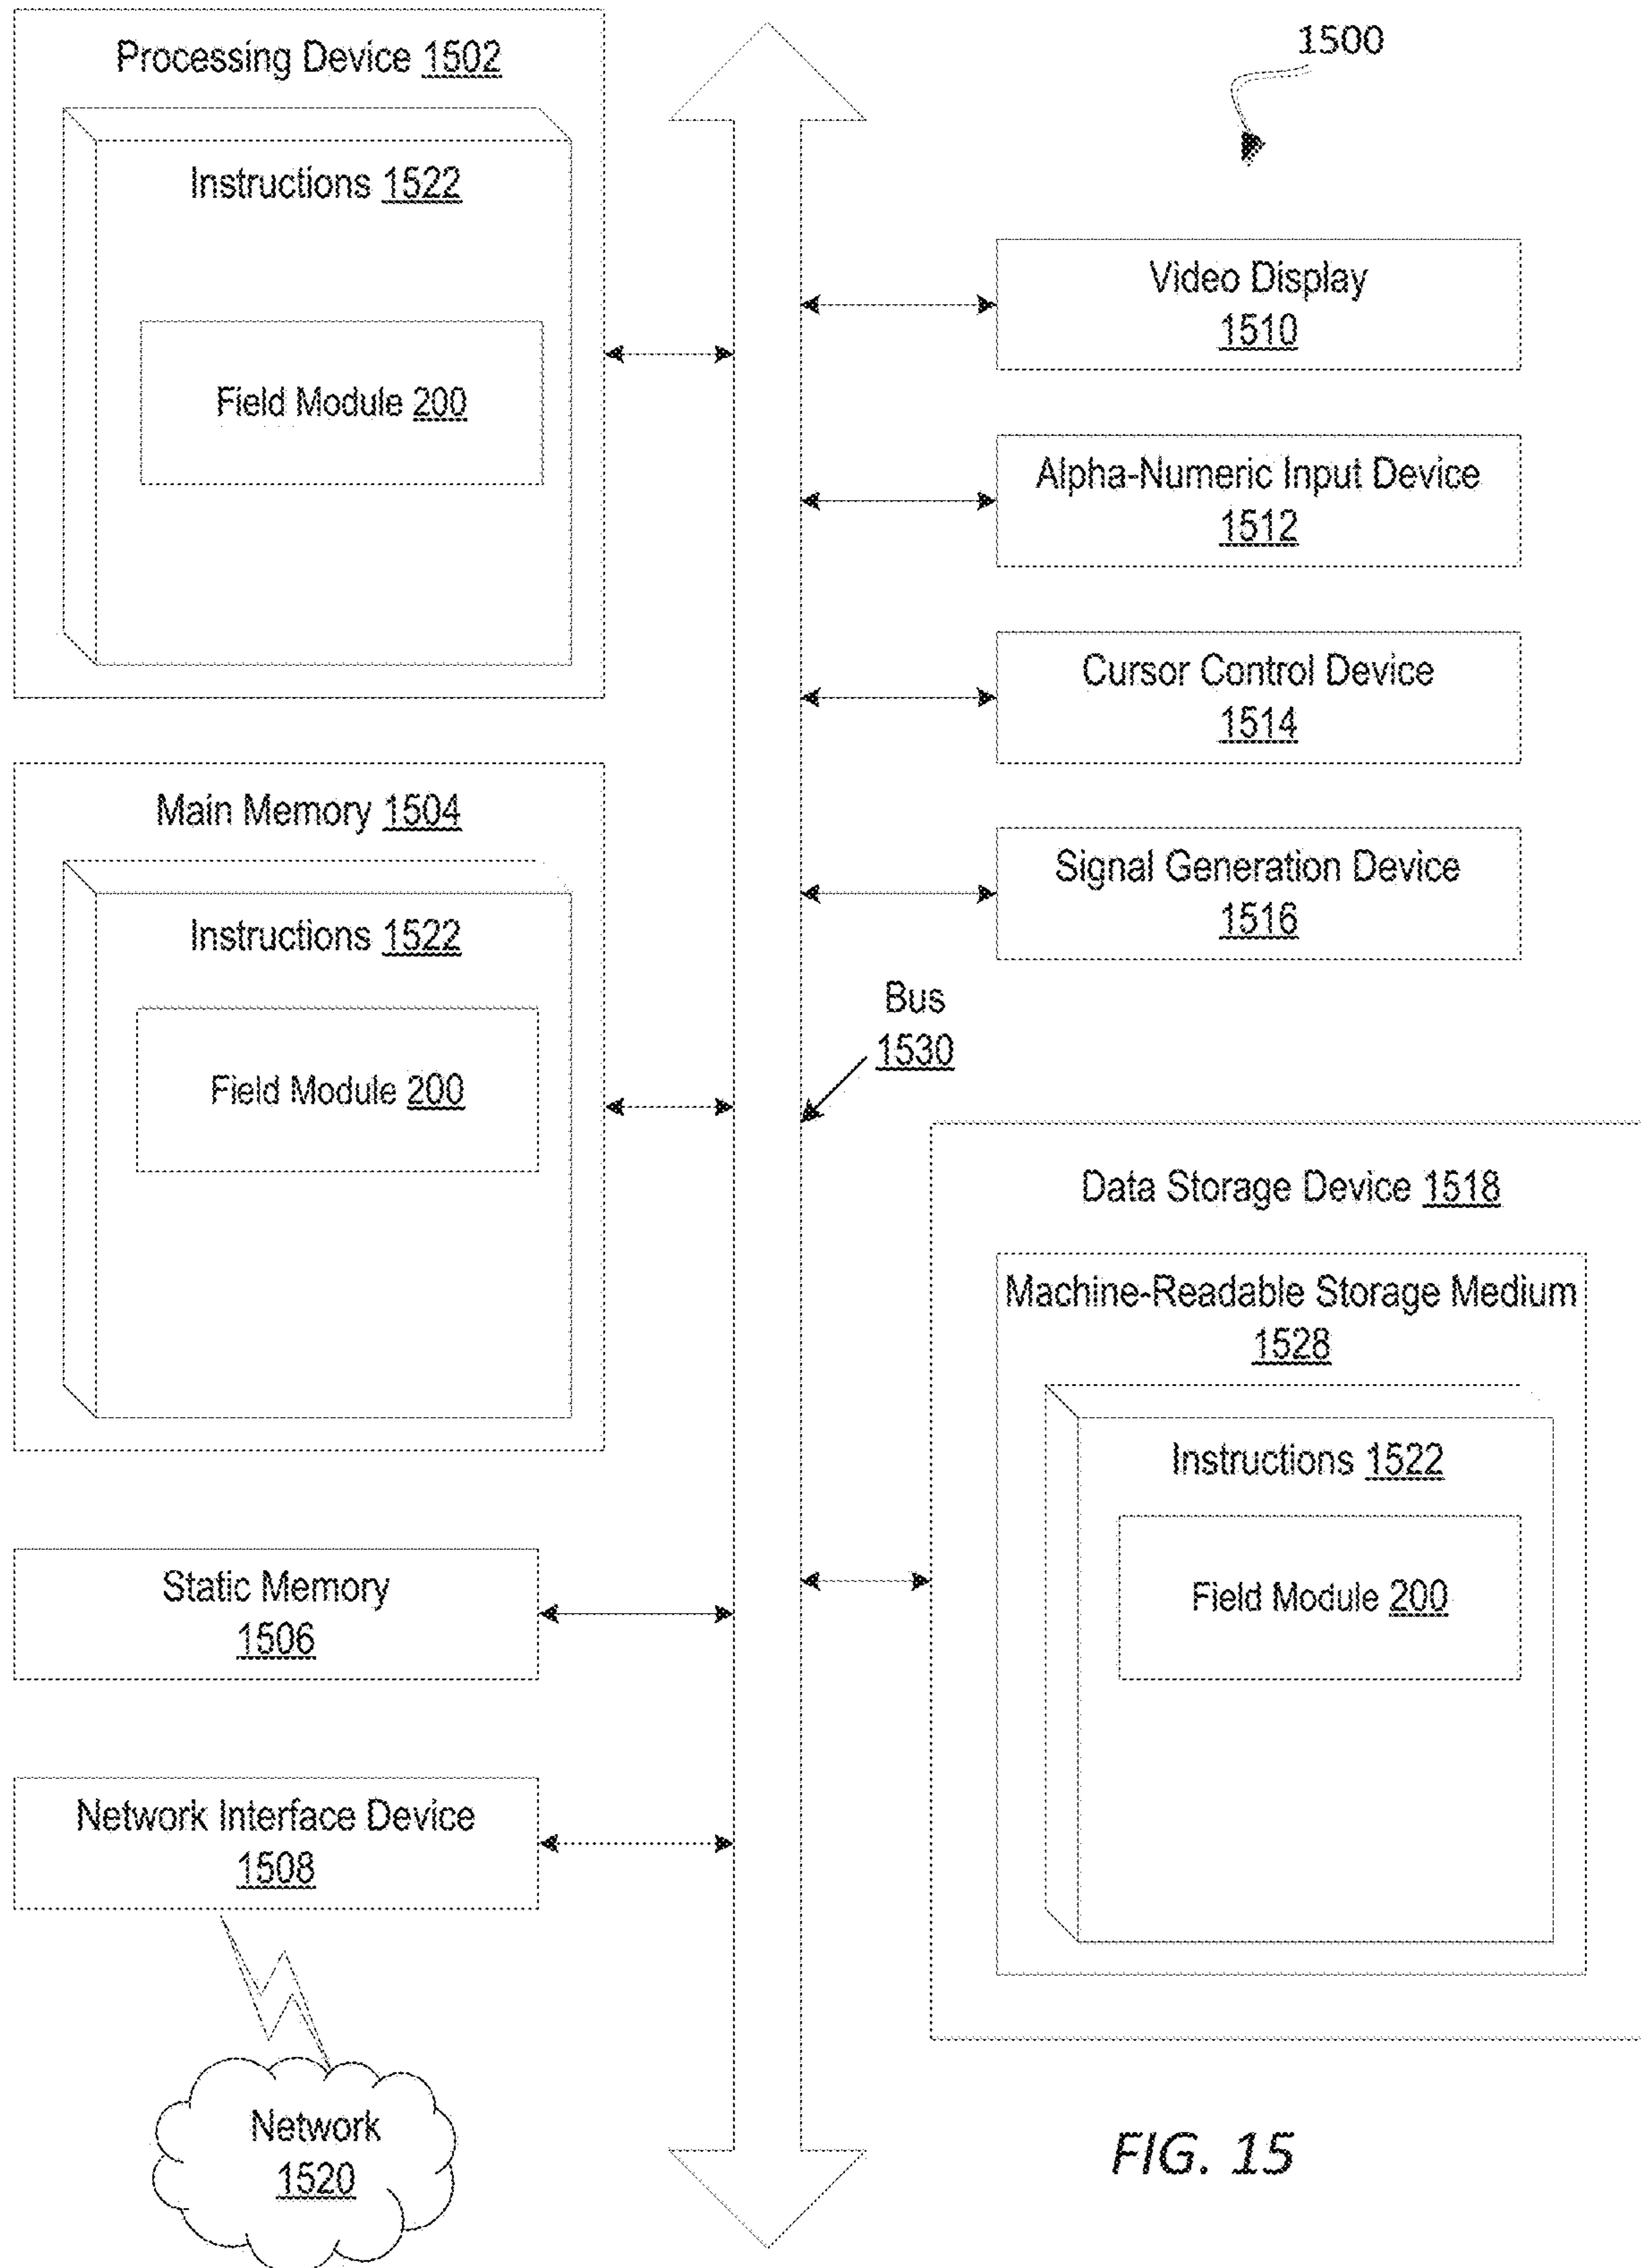 Processing Device 1502
Instructions 1522
Field Module 200
Main Memory 1504
Instructions 1522
Field Module 200
Static Memory
1506
Network Interface Device
1508
Network
1520
1500
Video Display
1510
Alpha-Numeric Input Device
1512
Cursor Control Device
1514
Signal Generation Device
1516
Bus
1530
Data Storage Device 1518
Machine-Readable Storage Medium
1528
Instructions 1522
Field Module 200
FIG. 15